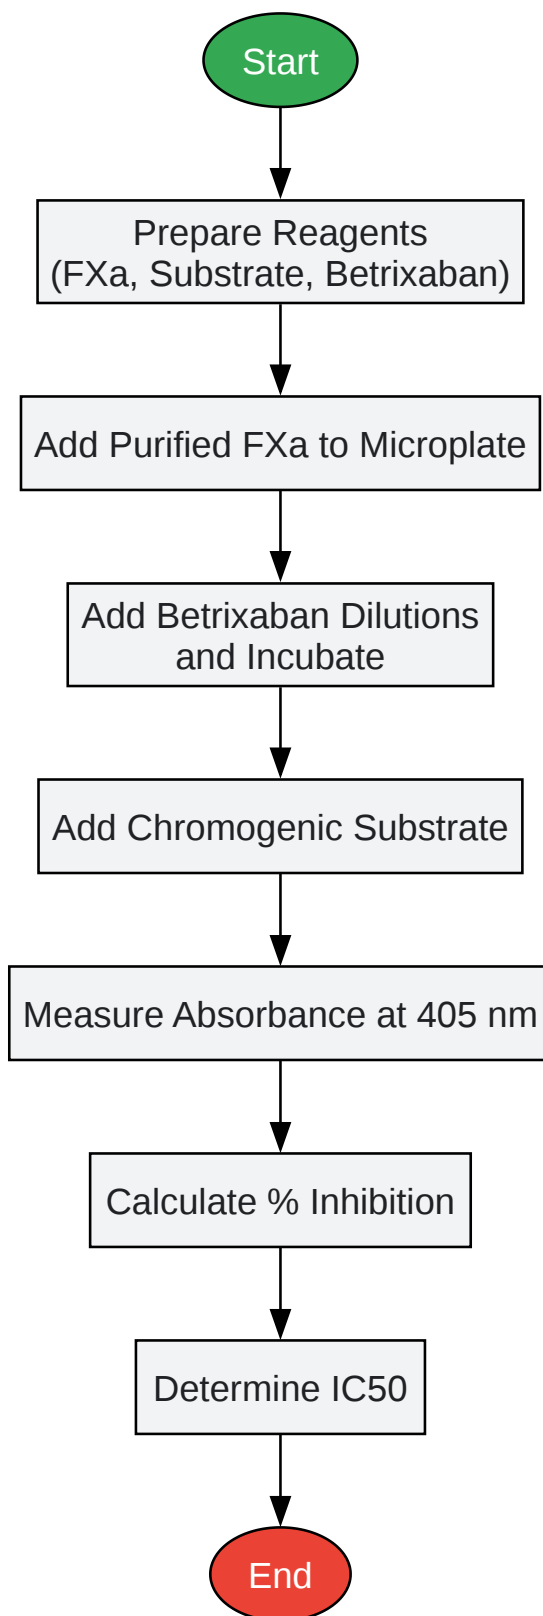 Start
Prepare Reagents
(FXa, Substrate, Betrixaban)
Add Purified FXa to Microplate
Add Betrixaban Dilutions
and Incubate
Add Chromogenic Substrate
Measure Absorbance at 405 nm
Calculate % Inhibition
Determine IC50
End